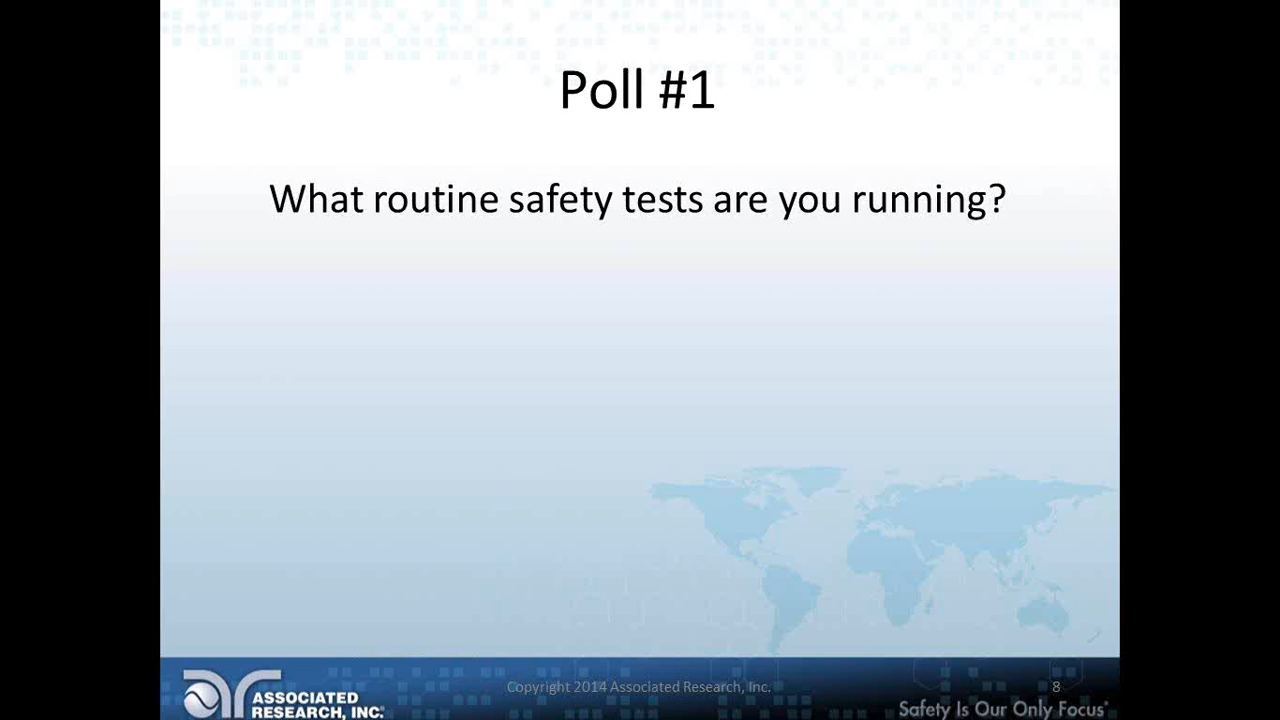 Poll #1
What routine safety tests are you running?
ASSOCIATED
RESEARCH, INC.
Copyright 2014 Associated Research, Inc.
8
Safety Is Our Only Focus®